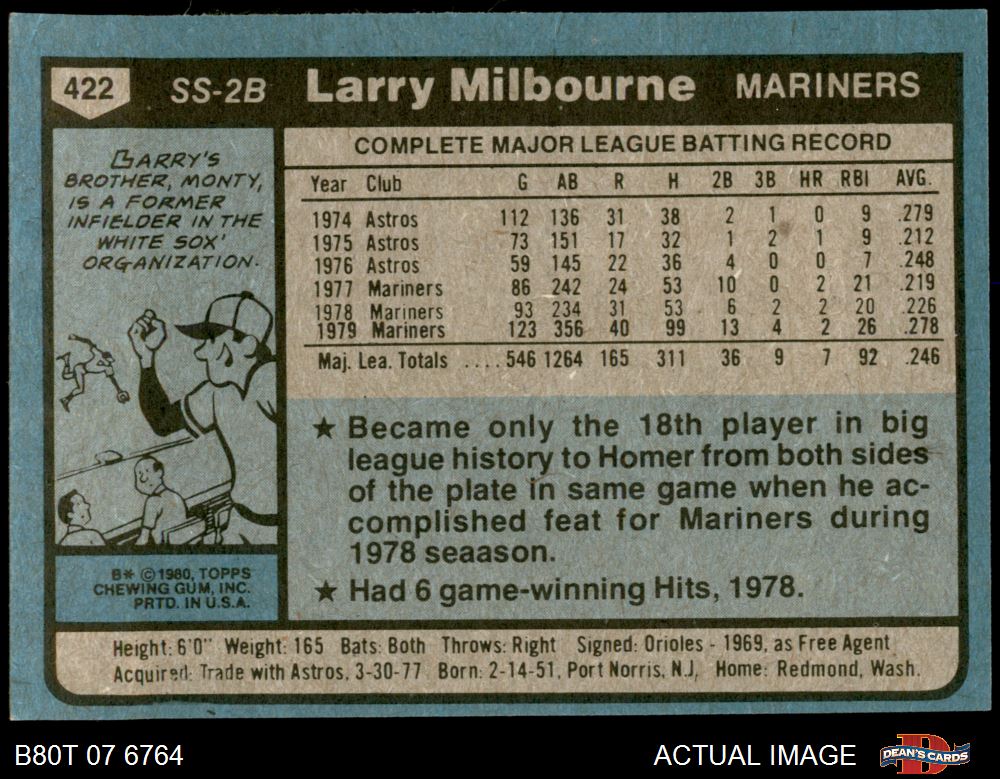 422 SS-2B Larry Milbourne MARINERS
BARRY'S
BROTHER, MONTY,
IS A FORMER
INFIELDER IN THE
WHITE SOX'
ORGANIZATION.
B* © 1980, TOPPS
CHEWING GUM, INC.
PRTD. IN U.S.A.
COMPLETE MAJOR LEAGUE BATTING RECORD
Year Club G AB R H 2B 3B HR RBI AVG.
1974 Astros 112 136 31 38 2 1 0 9 .279
1975 Astros 73 151 17 32 1 2 1 9 .212
1976 Astros 59 145 22 36 4 0 0 7 .248
1977 Mariners 86 242 24 53 10 0 2 21 .219
1978 Mariners 93 234 31 53 6 2 2 20 .226
1979 Mariners 123 356 40 99 13 4 2 26 .278
Maj. Lea. Totals .... 546 1264 165 311 36 9 7 92 .246
★ Became only the 18th player in big
league history to Homer from both sides
of the plate in same game when he ac-
complished feat for Mariners during
1978 seaason.
★ Had 6 game-winning Hits, 1978.
Height: 6'0" Weight: 165 Bats: Both Throws: Right Signed: Orioles - 1969, as Free Agent
Acquired: Trade with Astros, 3-30-77 Born: 2-14-51, Port Norris, N.J. Home: Redmond, Wash.
B80T 07 6764 ACTUAL IMAGE DEAN'S CARDS